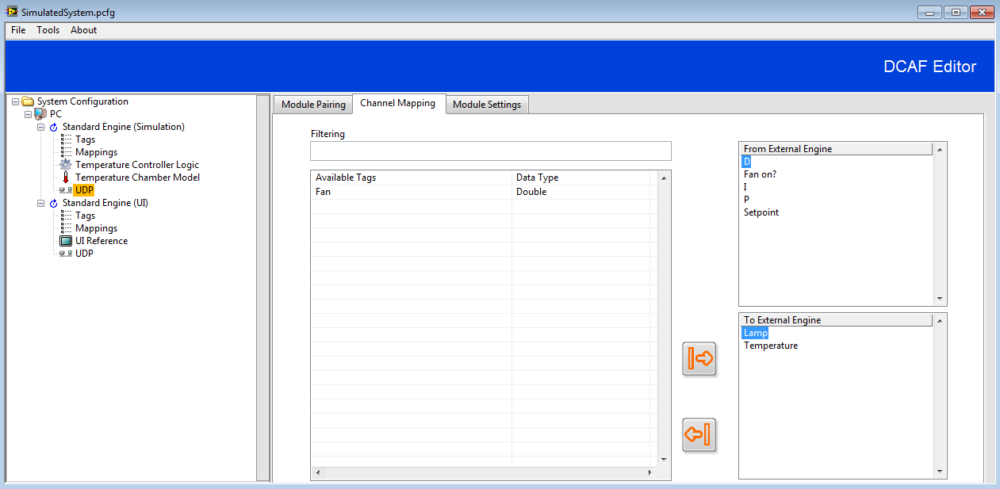 SimulatedSystem.pcfg
File Tools About
DCAF Editor
System Configuration
PC
Standard Engine (Simulation)
Tags
Mappings
Temperature Controller Logic
Temperature Chamber Model
UDP
Standard Engine (UI)
Tags
Mappings
UI Reference
UDP
Module Pairing Channel Mapping Module Settings
Filtering
Available Tags Data Type
Fan Double
From External Engine
D
Fan on?
I
P
Setpoint
To External Engine
Lamp
Temperature